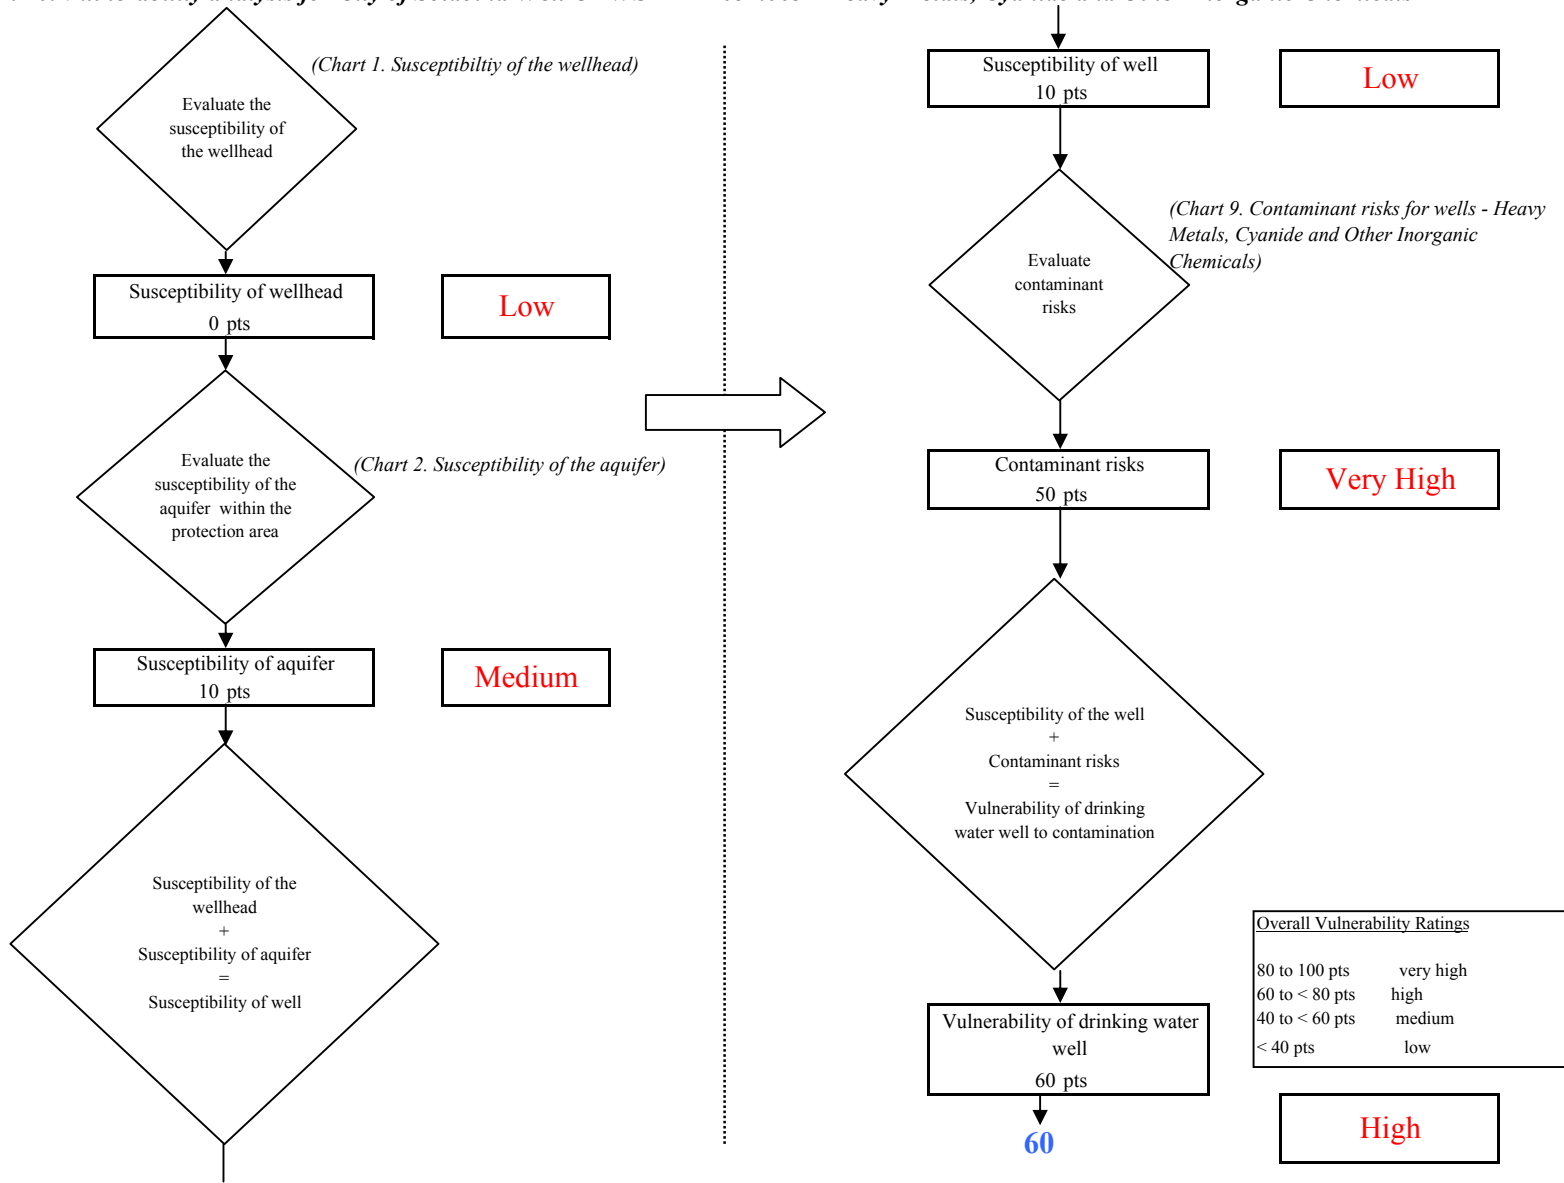 (Chart 1. Susceptibiltiy of the wellhead)
Evaluate the
susceptibility of
the wellhead
Susceptibility of wellhead
0 pts
Low
Evaluate the
susceptibility of the
aquifer within the
protection area
(Chart 2. Susceptibility of the aquifer)
Susceptibility of aquifer
10 pts
Medium
Susceptibility of the
wellhead
+
Susceptibility of aquifer
=
Susceptibility of well
Susceptibility of well
10 pts
Low
(Chart 9. Contaminant risks for wells - Heavy
Metals, Cyanide and Other Inorganic
Chemicals)
Evaluate
contaminant
risks
Contaminant risks
50 pts
Very High
Susceptibility of the well
+
Contaminant risks
=
Vulnerability of drinking
water well to contamination
Overall Vulnerability Ratings
80 to 100 pts very high
60 to < 80 pts high
40 to < 60 pts medium
< 40 pts low
Vulnerability of drinking water
well
60 pts
60
High